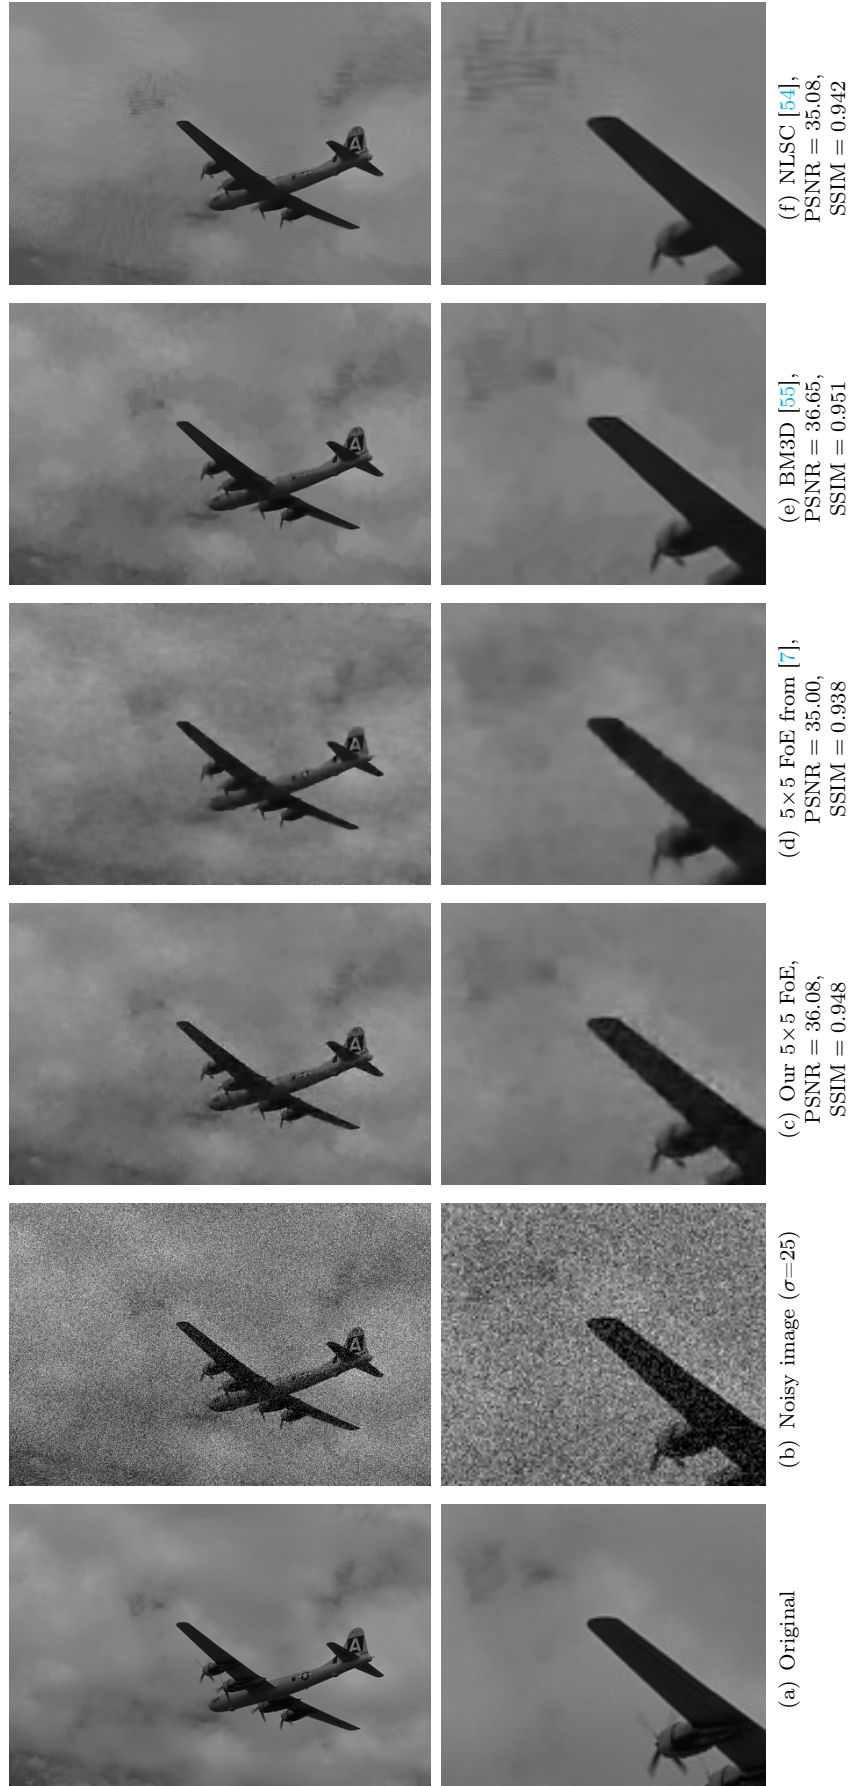 (a) Original
(b) Noisy image (σ=25)
(c) Our 5×5 FoE,
PSNR = 36.08,
SSIM = 0.948
(d) 5×5 FoE from [7],
PSNR = 35.00,
SSIM = 0.938
(e) BM3D [55],
PSNR = 36.65,
SSIM = 0.951
(f) NLSC [54],
PSNR = 35.08,
SSIM = 0.942
A
A
A
A
A
A